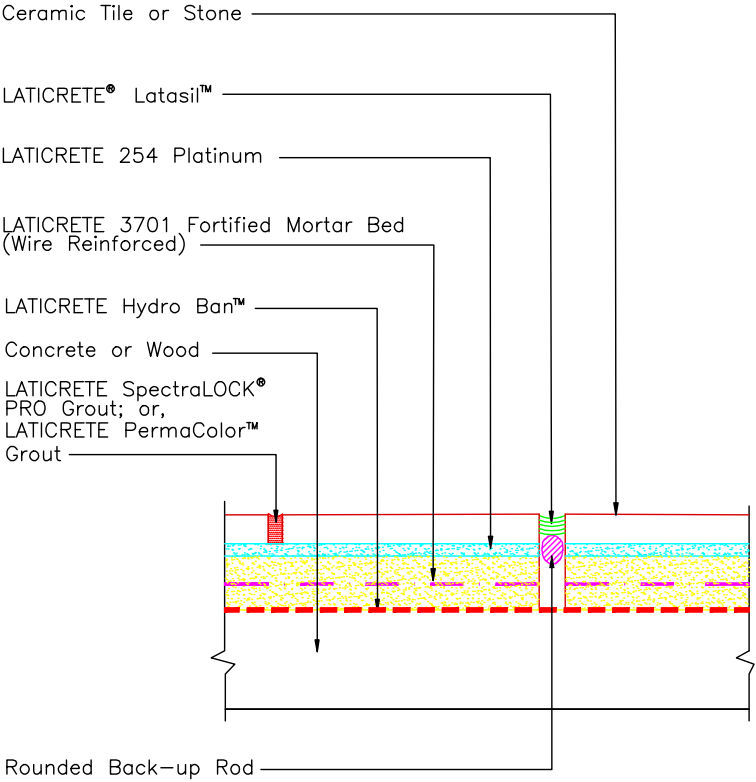 Ceramic Tile or Stone
LATICRETE® Latasil™
LATICRETE 254 Platinum
LATICRETE 3701 Fortified Mortar Bed
(Wire Reinforced)
LATICRETE Hydro Ban™
Concrete or Wood
LATICRETE SpectraLOCK®
PRO Grout; or,
LATICRETE PermaColor™
Grout
Rounded Back-up Rod